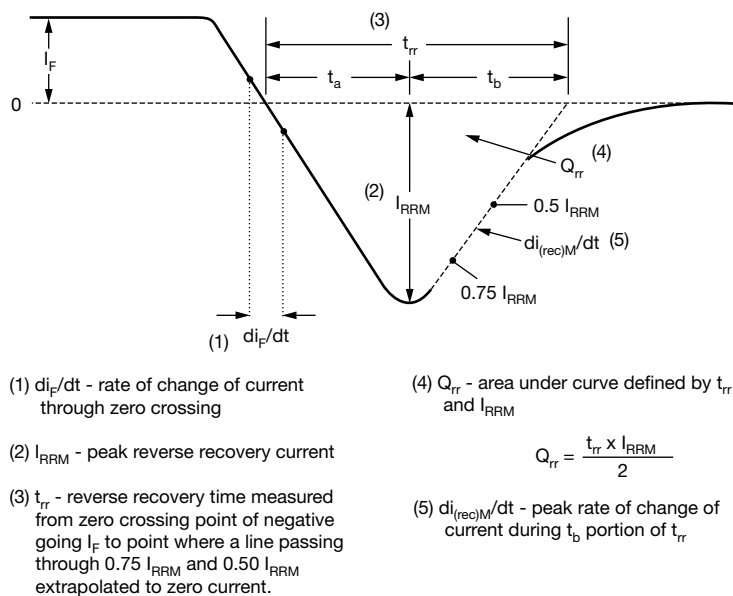 (3)
t_rr
I_F
t_a t_b
0
Q_rr (4)
(2) I_RRM
0.5 I_RRM
di_(rec)M/dt (5)
0.75 I_RRM
(1) di_F/dt
(1) di_F/dt - rate of change of current
through zero crossing
(2) I_RRM - peak reverse recovery current
(3) t_rr - reverse recovery time measured
from zero crossing point of negative
going I_F to point where a line passing
through 0.75 I_RRM and 0.50 I_RRM
extrapolated to zero current.
(4) Q_rr - area under curve defined by t_rr
and I_RRM
Q_rr = t_rr x I_RRM
2
(5) di_(rec)M/dt - peak rate of change of
current during t_b portion of t_rr